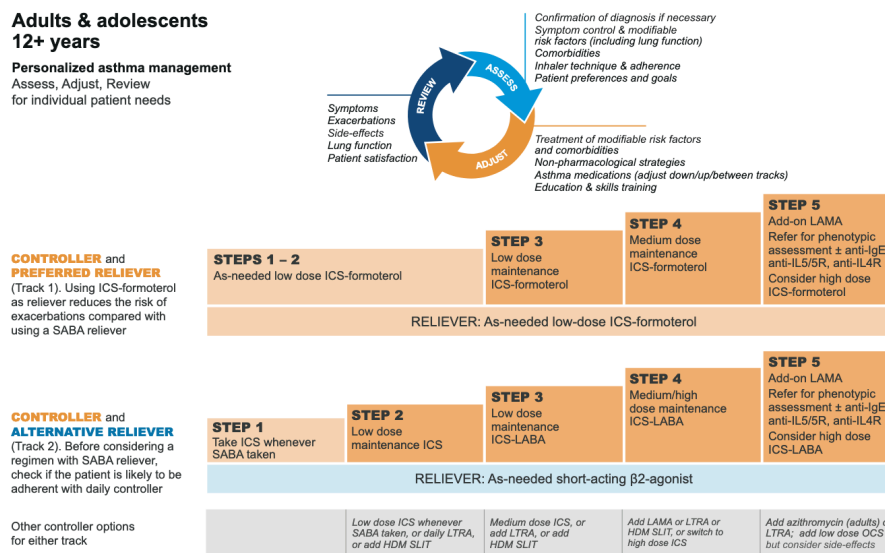 Adults & adolescents
12+ years
Personalized asthma management
Assess, Adjust, Review
for individual patient needs
Confirmation of diagnosis if necessary
Symptom control & modifiable
risk factors (including lung function)
Comorbidities
Inhaler technique & adherence
Patient preferences and goals
ASSESS
REVIEW
ADJUST
Symptoms
Exacerbations
Side-effects
Lung function
Patient satisfaction
Treatment of modifiable risk factors
and comorbidities
Non-pharmacological strategies
Asthma medications (adjust down/up/between tracks)
Education & skills training
CONTROLLER and
PREFERRED RELIEVER
(Track 1). Using ICS-formoterol
as reliever reduces the risk of
exacerbations compared with
using a SABA reliever
STEPS 1 – 2
As-needed low dose ICS-formoterol
STEP 3
Low dose
maintenance
ICS-formoterol
STEP 4
Medium dose
maintenance
ICS-formoterol
STEP 5
Add-on LAMA
Refer for phenotypic
assessment ± anti-IgE
anti-IL5/5R, anti-IL4R
Consider high dose
ICS-formoterol
RELIEVER: As-needed low-dose ICS-formoterol
CONTROLLER and
ALTERNATIVE RELIEVER
(Track 2). Before considering a
regimen with SABA reliever,
check if the patient is likely to be
adherent with daily controller
STEP 1
Take ICS whenever
SABA taken
STEP 2
Low dose
maintenance ICS
STEP 3
Low dose
maintenance
ICS-LABA
STEP 4
Medium/high
dose maintenance
ICS-LABA
STEP 5
Add-on LAMA
Refer for phenotypic
assessment ± anti-IgE
anti-IL5/5R, anti-IL4R
Consider high dose
ICS-LABA
RELIEVER: As-needed short-acting β2-agonist
Other controller options
for either track
Low dose ICS whenever
SABA taken, or daily LTRA,
or add HDM SLIT
Medium dose ICS, or
add LTRA, or add
HDM SLIT
Add LAMA or LTRA or
HDM SLIT, or switch to
high dose ICS
Add azithromycin (adults)
LTRA; add low dose OCS
but consider side-effects